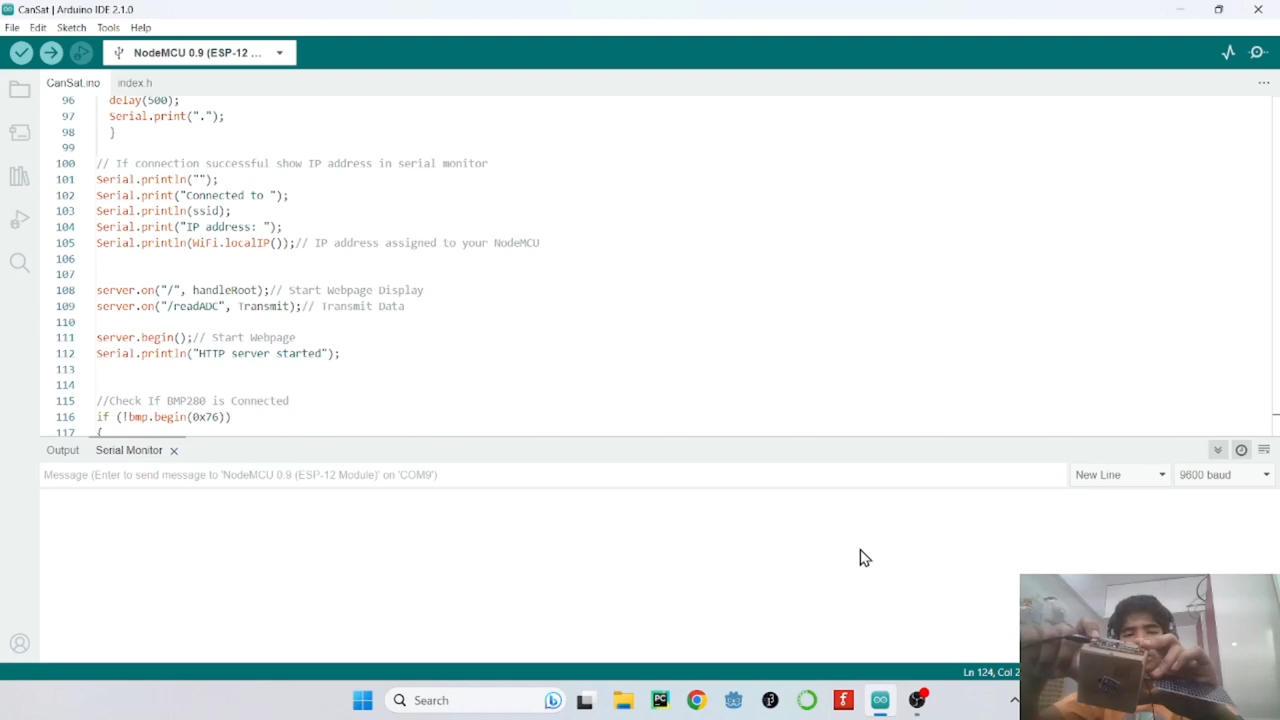 CanSat | Arduino IDE 2.1.0
File Edit Sketch Tools Help
NodeMCU 0.9 (ESP-12 ...
CanSat.ino index.h
96 delay(500);
97 Serial.print(".");
98 }
99
100 // If connection successful show IP address in serial monitor
101 Serial.println("");
102 Serial.print("Connected to ");
103 Serial.println(ssid);
104 Serial.print("IP address: ");
105 Serial.println(WiFi.localIP());// IP address assigned to your NodeMCU
106
107
108 server.on("/", handleRoot);// Start Webpage Display
109 server.on("/readADC", Transmit);// Transmit Data
110
111 server.begin();// Start Webpage
112 Serial.println("HTTP server started");
113
114
115 //Check If BMP280 is Connected
116 if (!bmp.begin(0x76))
117 {
Output Serial Monitor
Message (Enter to send message to 'NodeMCU 0.9 (ESP-12 Module)' on 'COM9')
New Line 9600 baud
Ln 124, Col 2
Search
PC